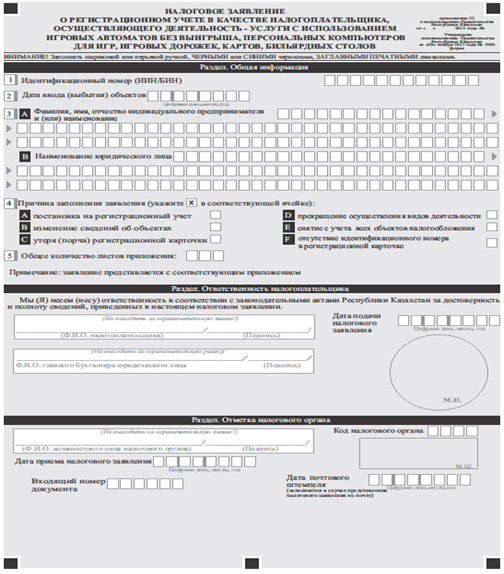 НАЛОГОВОЕ ЗАЯВЛЕНИЕ
О РЕГИСТРАЦИОННОМ УЧЕТЕ В КАЧЕСТВЕ НАЛОГОПЛАТЕЛЬЩИКА,
ОСУЩЕСТВЛЯЮЩЕГО ДЕЯТЕЛЬНОСТЬ - УСЛУГИ С ИСПОЛЬЗОВАНИЕМ
ИГРОВЫХ АВТОМАТОВ БЕЗ ВЫИГРЫША, ПЕРСОНАЛЬНЫХ КОМПЬЮТЕРОВ
ДЛЯ ИГР, ИГРОВЫХ ДОРОЖЕК, КАРТОВ, БИЛЬЯРДНЫХ СТОЛОВ
ВНИМАНИЕ! Заполнять шариковой или перьевой ручкой, ЧЕРНЫМИ или СИНИМИ чернилами, ЗАГЛАВНЫМИ ПЕЧАТНЫМИ символами.
Раздел. Общая информация
1 Идентификационный номер (ИИН/БИН)
2 Дата ввода (выбытия) объектов
3 A Фамилия, имя, отчество индивидуального предпринимателя
и (или) наименование
B Наименование юридического лица
4 Причина заполнения заявления (укажите X в соответствующей ячейке):
A постановка на регистрационный учет
B изменение сведений об объектах
C утеря (порча) регистрационной карточки
D прекращение осуществления видов деятельности
E снятие с учета всех объектов налогообложения
F отсутствие идентификационного номера
в регистрационной карточке
5 Общее количество листов приложения:
Примечание: заявление представляется с соответствующим приложением
Раздел. Ответственность налогоплательщика
Мы (Я) несем (несу) ответственность в соответствии с законодательными актами Республики Казахстан за достоверность
и полноту сведений, приведенных в настоящем налоговом заявлении.
(Не выходить за ограничительную линию!)
(Ф.И.О. налогоплательщика) (Подпись)
Дата подачи
налогового
заявления
Цифрами день, месяц, год
(Не выходить за ограничительную рамку)
Ф.И.О. главного бухгалтера юридического лица (Подпись)
М.П.
Раздел. Отметка налогового органа
(Не выходить за ограничительную линию!)
(Ф.И.О. должностного лица налогового органа) (Подпись)
Код налогового органа
М.Ш.
Дата приема налогового заявления
Цифрами день, месяц, год
Входящий номер
документа
Дата почтового
штемпеля
(заполняется в случае представления
налогового заявления по почте)
Цифрами день, месяц, год